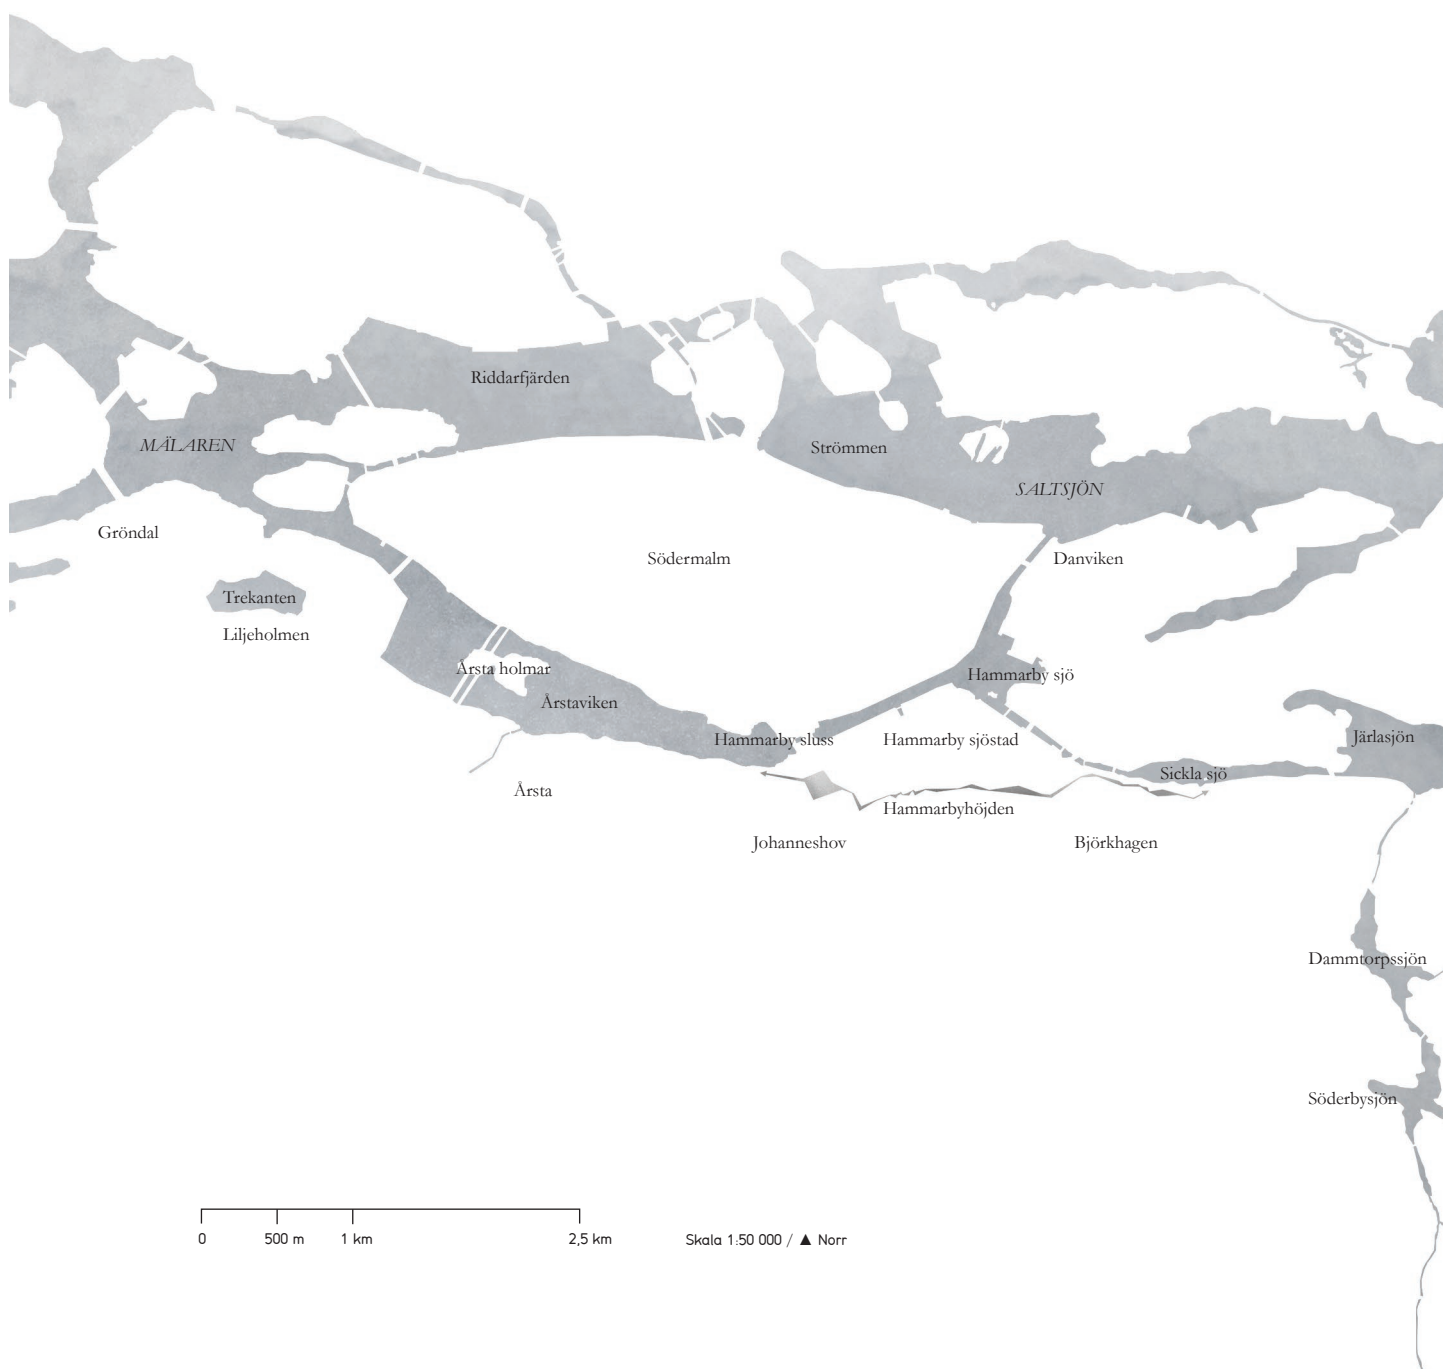 Riddarfjärden
MÄLAREN
Strömmen
SALTSJÖN
Gröndal
Södermalm
Danviken
Trekanten
Liljeholmen
Årsta holmar
Hammarby sjö
Årstaviken
Hammarby sluss
Hammarby sjöstad
Järlasjön
Sickla sjö
Årsta
Hammarbyhöjden
Johanneshov
Björkhagen
Dammtorpssjön
Söderbysjön
0 500 m 1 km 2,5 km
Skala 1:50 000 / ▲ Norr